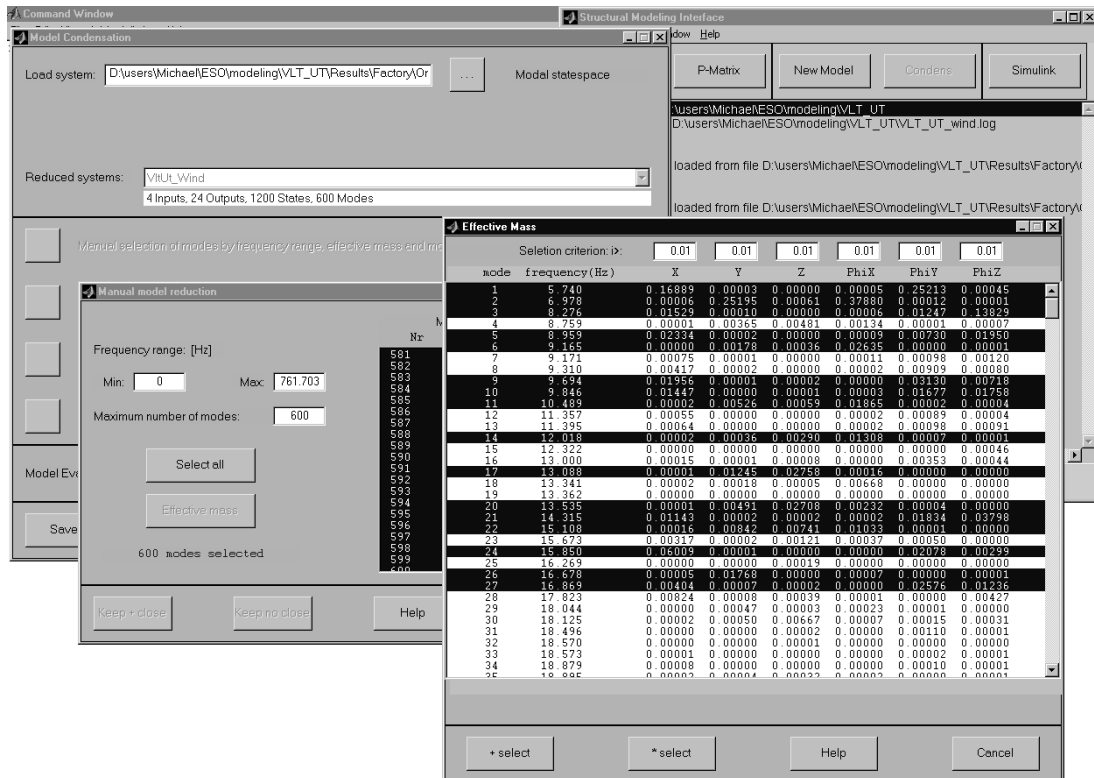 Command Window
Structural Modeling Interface
Model Condensation
dow Help
Load system: D:\users\Michael\ESO\modeling\VLT_UT\Results\Factory\Or ... Modal statespace
P-Matrix New Model Condens Simulink
:\users\Michael\ESO\modeling\VLT_UT
D:\users\Michael\ESO\modeling\VLT_UT\VLT_UT_wind.log
loaded from file D:\users\Michael\ESO\modeling\VLT_UT\Results\Factory\
loaded from file D:\users\Michael\ESO\modeling\VLT_UT\Results\Factory\
Reduced systems: VltUt_Wind
4 Inputs, 24 Outputs, 1200 States, 600 Modes
Manual selection of modes by frequency range, effective mass and mo
Model Eva
Save
Manual model reduction
M
Nr
Frequency range: [Hz]
Min: 0 Max: 761.703
Maximum number of modes: 600
Select all
Effective mass
600 modes selected
581
582
583
584
585
586
587
588
589
590
591
592
593
594
595
596
597
598
599
600
Keep + close Keep no close Help
Effective Mass
Seletion criterion: i>: 0.01 0.01 0.01 0.01 0.01 0.01
mode frequency(Hz) X Y Z PhiX PhiY PhiZ
1 5.740 0.16889 0.00003 0.00000 0.00005 0.25213 0.00045
2 6.978 0.00006 0.25195 0.00061 0.37880 0.00012 0.00001
3 8.276 0.01529 0.00010 0.00000 0.00006 0.01247 0.13829
4 8.759 0.00001 0.00365 0.00481 0.00134 0.00001 0.00007
5 8.959 0.02334 0.00002 0.00000 0.00009 0.00730 0.01950
6 9.165 0.00000 0.00178 0.00036 0.02635 0.00000 0.00001
7 9.171 0.00075 0.00001 0.00000 0.00011 0.00098 0.00120
8 9.310 0.00417 0.00002 0.00000 0.00002 0.00909 0.00080
9 9.694 0.01956 0.00001 0.00002 0.00000 0.03130 0.00718
10 9.846 0.01447 0.00000 0.00001 0.00003 0.01677 0.01758
11 10.489 0.00002 0.00526 0.00059 0.01865 0.00002 0.00004
12 11.357 0.00055 0.00000 0.00000 0.00002 0.00089 0.00004
13 11.395 0.00064 0.00000 0.00000 0.00002 0.00098 0.00091
14 12.018 0.00002 0.00036 0.00290 0.01308 0.00007 0.00001
15 12.322 0.00000 0.00000 0.00000 0.00000 0.00000 0.00046
16 13.000 0.00015 0.00001 0.00008 0.00000 0.00353 0.00044
17 13.088 0.00001 0.01245 0.02758 0.00016 0.00000 0.00000
18 13.341 0.00002 0.00018 0.00005 0.00668 0.00000 0.00000
19 13.362 0.00000 0.00000 0.00000 0.00000 0.00000 0.00000
20 13.535 0.00001 0.00491 0.02708 0.00232 0.00004 0.00000
21 14.315 0.01143 0.00002 0.00002 0.00002 0.01834 0.03798
22 15.108 0.00016 0.00842 0.00741 0.01033 0.00001 0.00000
23 15.673 0.00317 0.00002 0.00121 0.00037 0.00050 0.00000
24 15.850 0.06009 0.00001 0.00000 0.00000 0.02078 0.00299
25 16.269 0.00000 0.00000 0.00019 0.00000 0.00000 0.00000
26 16.678 0.00005 0.01768 0.00000 0.00007 0.00000 0.00001
27 16.869 0.00404 0.00007 0.00002 0.00000 0.02576 0.01236
28 17.823 0.00824 0.00008 0.00039 0.00001 0.00000 0.00427
29 18.044 0.00000 0.00047 0.00003 0.00023 0.00001 0.00000
30 18.125 0.00002 0.00050 0.00667 0.00007 0.00015 0.00031
31 18.496 0.00000 0.00000 0.00002 0.00000 0.00110 0.00001
32 18.570 0.00000 0.00000 0.00001 0.00000 0.00000 0.00000
33 18.573 0.00001 0.00000 0.00000 0.00000 0.00002 0.00001
34 18.879 0.00008 0.00000 0.00000 0.00000 0.00010 0.00001
35 18.895 0.00002 0.00004 0.00032 0.00002 0.00000 0.00001
+ select * select Help Cancel